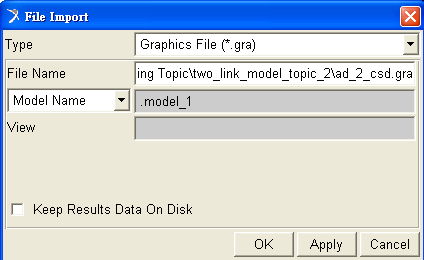 File Import
Type Graphics File (*.gra)
File Name ing Topic\two_link_model_topic_2\ad_2_csd.gra
Model Name .model_1
View
Keep Results Data On Disk
OK Apply Cancel